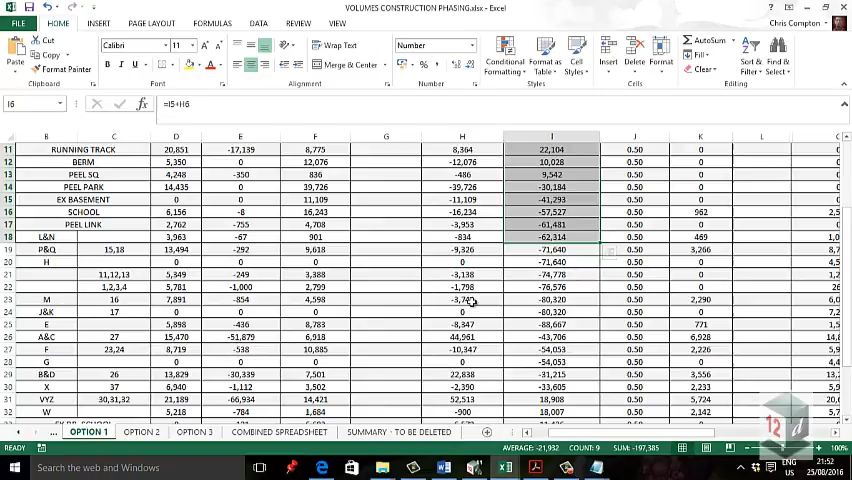 VOLUMES CONSTRUCTION PHASING.xlsx - Excel
FILE HOME INSERT PAGE LAYOUT FORMULAS DATA REVIEW VIEW Chris Compton
Cut Calibri 11 Wrap Text Number AutoSum
Copy Fill
Paste Format Painter B I U Merge & Center Conditional Formatting Format as Table Cell Styles Insert Delete Format Clear Sort & Filter Find & Select
Clipboard Font Alignment Number Styles Cells Editing
I6 =I5+H6
B C D E F G H I J K L M N
11 RUNNING TRACK 20,851 -17,139 8,775 8,364 22,104 0.50 0
12 BERM 5,350 0 12,076 -12,076 10,028 0.50 0
13 PEEL SQ 4,248 -350 836 -486 9,542 0.50 0
14 PEEL PARK 14,435 0 39,726 -39,726 -30,184 0.50 0
15 EX BASEMENT 0 0 11,109 -11,109 -41,293 0.50 0
16 SCHOOL 6,156 -8 16,243 -16,234 -57,527 0.50 962 2,5
17 PEEL LINK 2,762 -755 4,708 -3,953 -61,481 0.50 0
18 L&N 3,963 -67 901 -834 -62,314 0.50 469 1,0
19 P&Q 15,18 13,494 -292 9,618 -9,326 -71,640 0.50 3,266 8,7
20 H 0 0 0 0 -71,640 0.50 0 4,5
21 11,12,13 5,349 -249 3,388 -3,138 -74,778 0.50 0
22 1,2,3,4 5,781 -1,000 2,799 -1,798 -76,576 0.50 0 26
23 M 16 7,891 -854 4,598 -80,320 0.50 2,290 6,0
24 J&K 17 0 0 0 0 -80,320 0.50 0
25 E 5,898 -436 8,783 -8,347 -88,667 0.50 771
26 A&C 27 15,470 -51,879 6,918 44,961 -43,706 0.50 6,928 14,8
27 F 23,24 8,719 -538 10,885 -10,347 -54,053 0.50 2,226
28 G 0 0 0 0 -54,053 0.50 0
29 B&D 26 13,829 -30,339 7,501 22,838 -31,215 0.50 3,556
30 X 37 6,940 -1,112 3,502 -2,390 -33,605 0.50 2,233 5,9
31 VYZ 30,31,32 21,189 -66,934 14,421 52,513 18,908 0.50 5,724 20,6
32 W 5,218 -784 1,684 -900 18,007 0.50 2,142
12d
... OPTION 1 OPTION 2 OPTION 3 COMBINED SPREADSHEET SUMMARY - TO BE DELETED
READY AVERAGE: -21,932 COUNT: 9 SUM: -197,385 100%
Search the web and Windows ENG US 21:52 25/08/2016